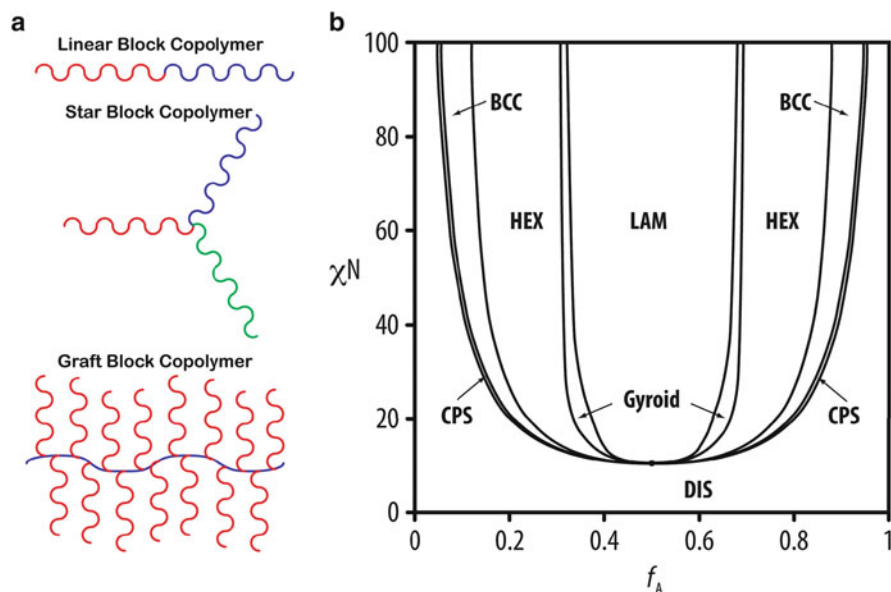 a
Linear Block Copolymer
Star Block Copolymer
Graft Block Copolymer
b
100
80
60
40
20
0
χN
BCC
BCC
HEX
LAM
HEX
CPS
Gyroid
CPS
DIS
0
0.2
0.4
0.6
0.8
1
f_A